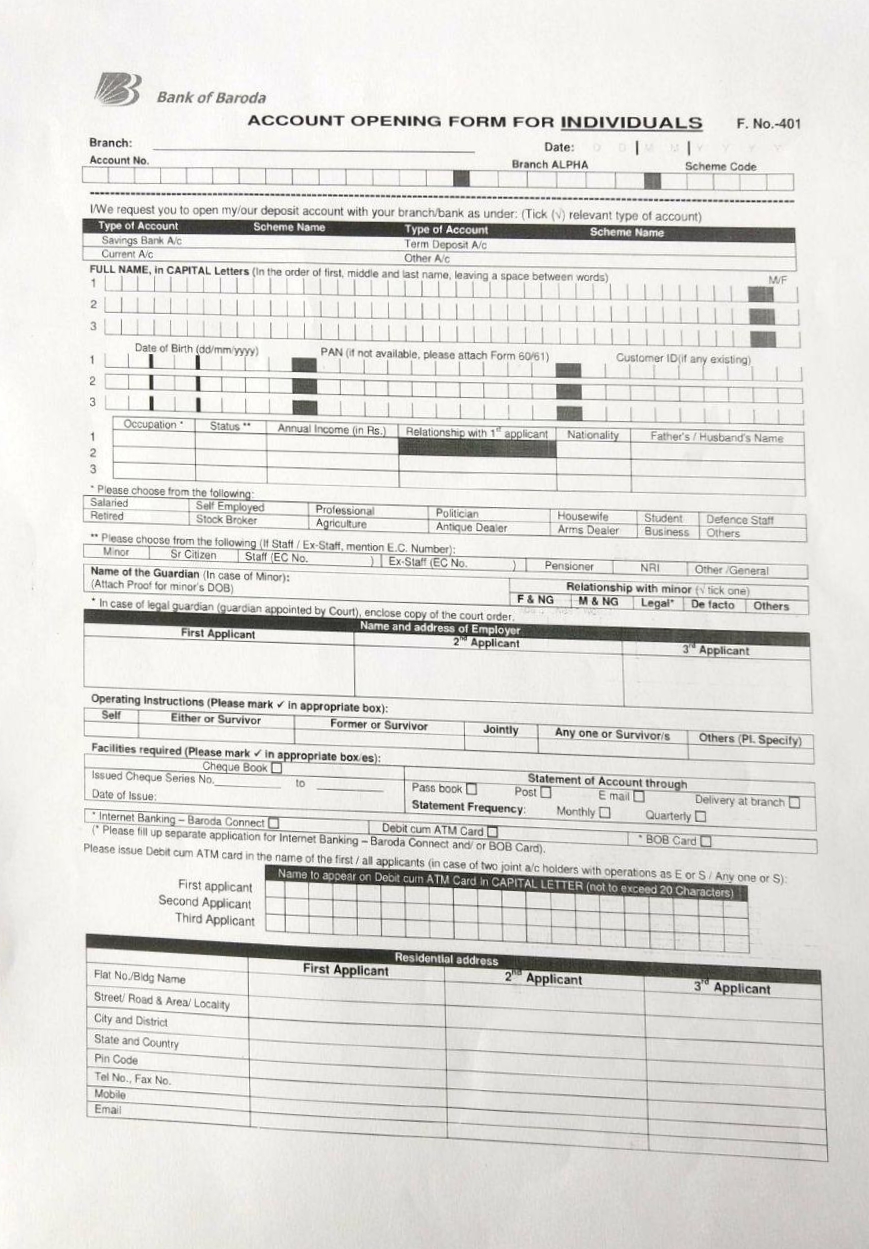 Bank of Baroda
ACCOUNT OPENING FORM FOR INDIVIDUALS F. No.-401
Branch: Date: D D M M Y Y Y Y
Account No. Branch ALPHA Scheme Code
I/We request you to open my/our deposit account with your branch/bank as under: (Tick (√) relevant type of account)
Type of Account Scheme Name Type of Account Scheme Name
Savings Bank A/c Term Deposit A/c
Current A/c Other A/c
FULL NAME, in CAPITAL Letters (In the order of first, middle and last name, leaving a space between words) M/F
1
2
3
Date of Birth (dd/mm/yyyy) PAN (if not available, please attach Form 60/61) Customer ID(if any existing)
1
2
3
Occupation * Status ** Annual Income (in Rs.) Relationship with 1st applicant Nationality Father's / Husband's Name
1
2
3
* Please choose from the following:
Salaried Self Employed Professional Politician Housewife Student Defence Staff
Retired Stock Broker Agriculture Antique Dealer Arms Dealer Business Others
** Please choose from the following (If Staff / Ex-Staff, mention E.C. Number):
Minor Sr Citizen Staff (EC No. ) Ex-Staff (EC No. ) Pensioner NRI Other /General
Name of the Guardian (In case of Minor): Relationship with minor (√ tick one)
(Attach Proof for minor's DOB) F & NG M & NG Legal* De facto Others
* In case of legal guardian (guardian appointed by Court), enclose copy of the court order.
Name and address of Employer
First Applicant 2nd Applicant 3rd Applicant
Operating Instructions (Please mark ✓ in appropriate box):
Self Either or Survivor Former or Survivor Jointly Any one or Survivor/s Others (Pl. Specify)
Facilities required (Please mark ✓ in appropriate box/es):
Cheque Book Statement of Account through
Issued Cheque Series No. to Pass book Post E mail Delivery at branch
Date of Issue: Statement Frequency: Monthly Quarterly
* Internet Banking – Baroda Connect Debit cum ATM Card * BOB Card
(* Please fill up separate application for Internet Banking – Baroda Connect and/ or BOB Card).
Please issue Debit cum ATM card in the name of the first / all applicants (in case of two joint a/c holders with operations as E or S / Any one or S):
Name to appear on Debit cum ATM Card in CAPITAL LETTER (not to exceed 20 Characters)
First applicant
Second Applicant
Third Applicant
Residential address
First Applicant 2nd Applicant 3rd Applicant
Flat No./Bldg Name
Street/ Road & Area/ Locality
City and District
State and Country
Pin Code
Tel No., Fax No.
Mobile
Email